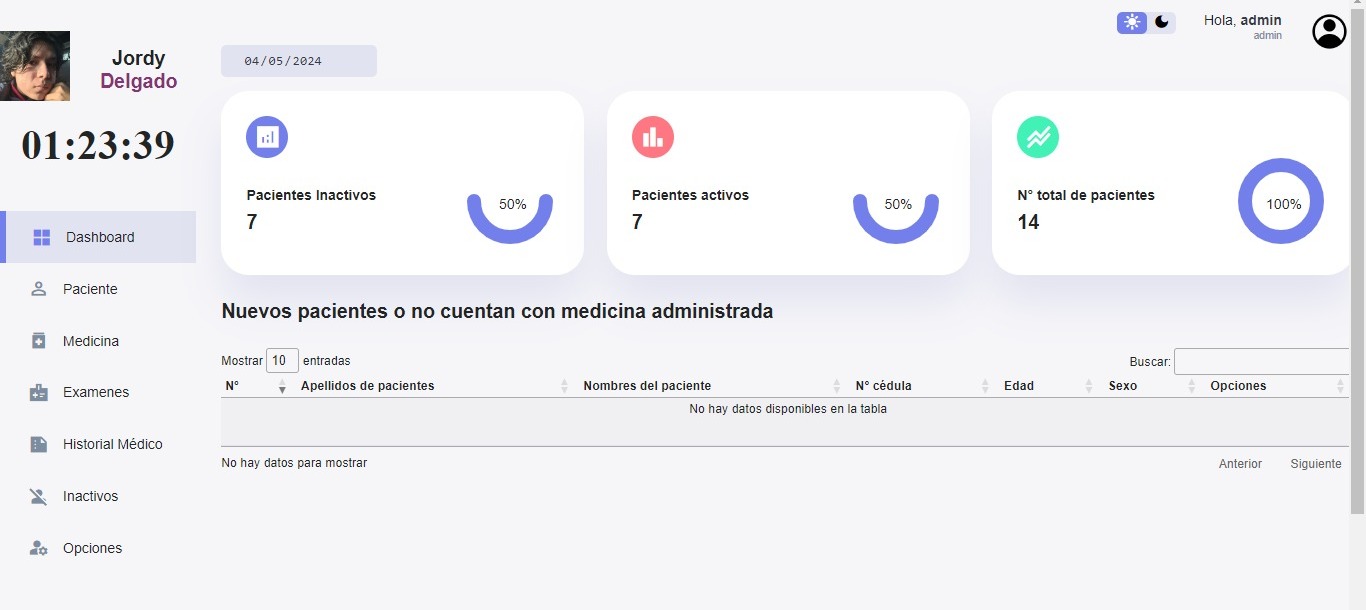 Hola, admin
admin
Jordy
Delgado
01:23:39
Dashboard
Paciente
Medicina
Examenes
Historial Médico
Inactivos
Opciones
04/05/2024
Pacientes Inactivos
7
50%
Pacientes activos
7
50%
N° total de pacientes
14
100%
Nuevos pacientes o no cuentan con medicina administrada
Mostrar 10 entradas
Buscar:
N° Apellidos de pacientes Nombres del paciente N° cédula Edad Sexo Opciones
No hay datos disponibles en la tabla
No hay datos para mostrar
Anterior Siguiente